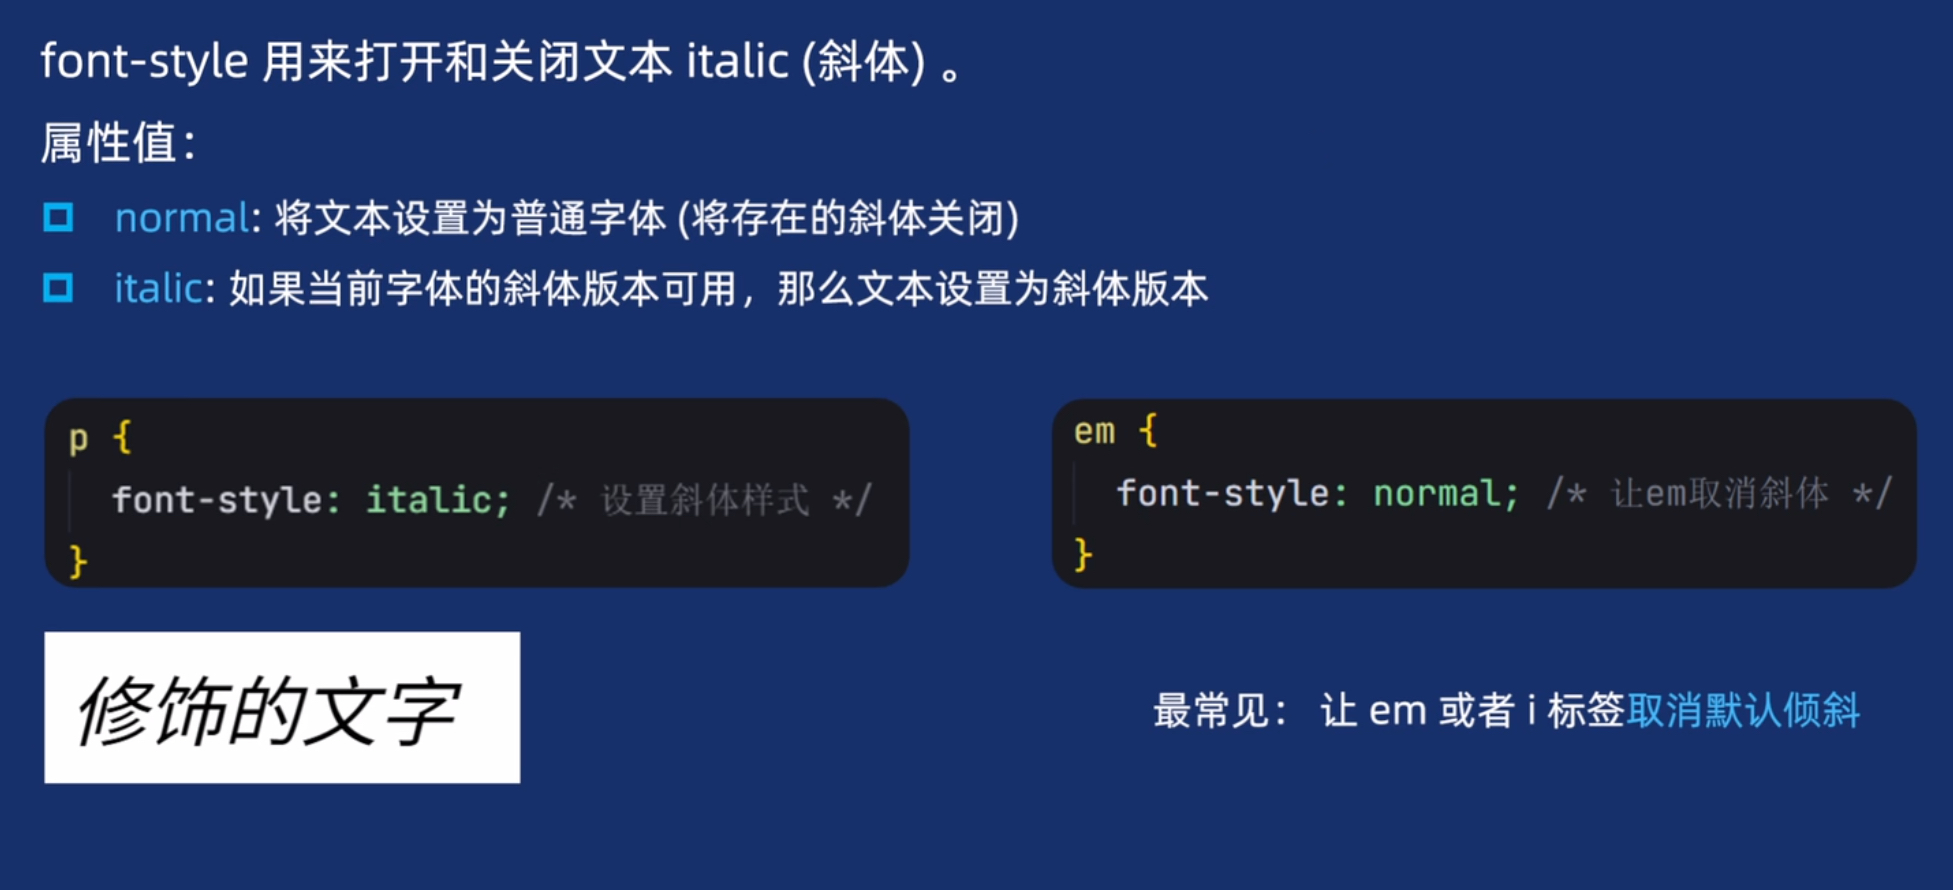 font-style 用来打开和关闭文本 italic (斜体) 。
属性值：
normal: 将文本设置为普通字体 (将存在的斜体关闭)
italic: 如果当前字体的斜体版本可用，那么文本设置为斜体版本
p {
font-style: italic; /* 设置斜体样式 */
}
em {
font-style: normal; /* 让em取消斜体 */
}
修饰的文字
最常见： 让 em 或者 i 标签取消默认倾斜